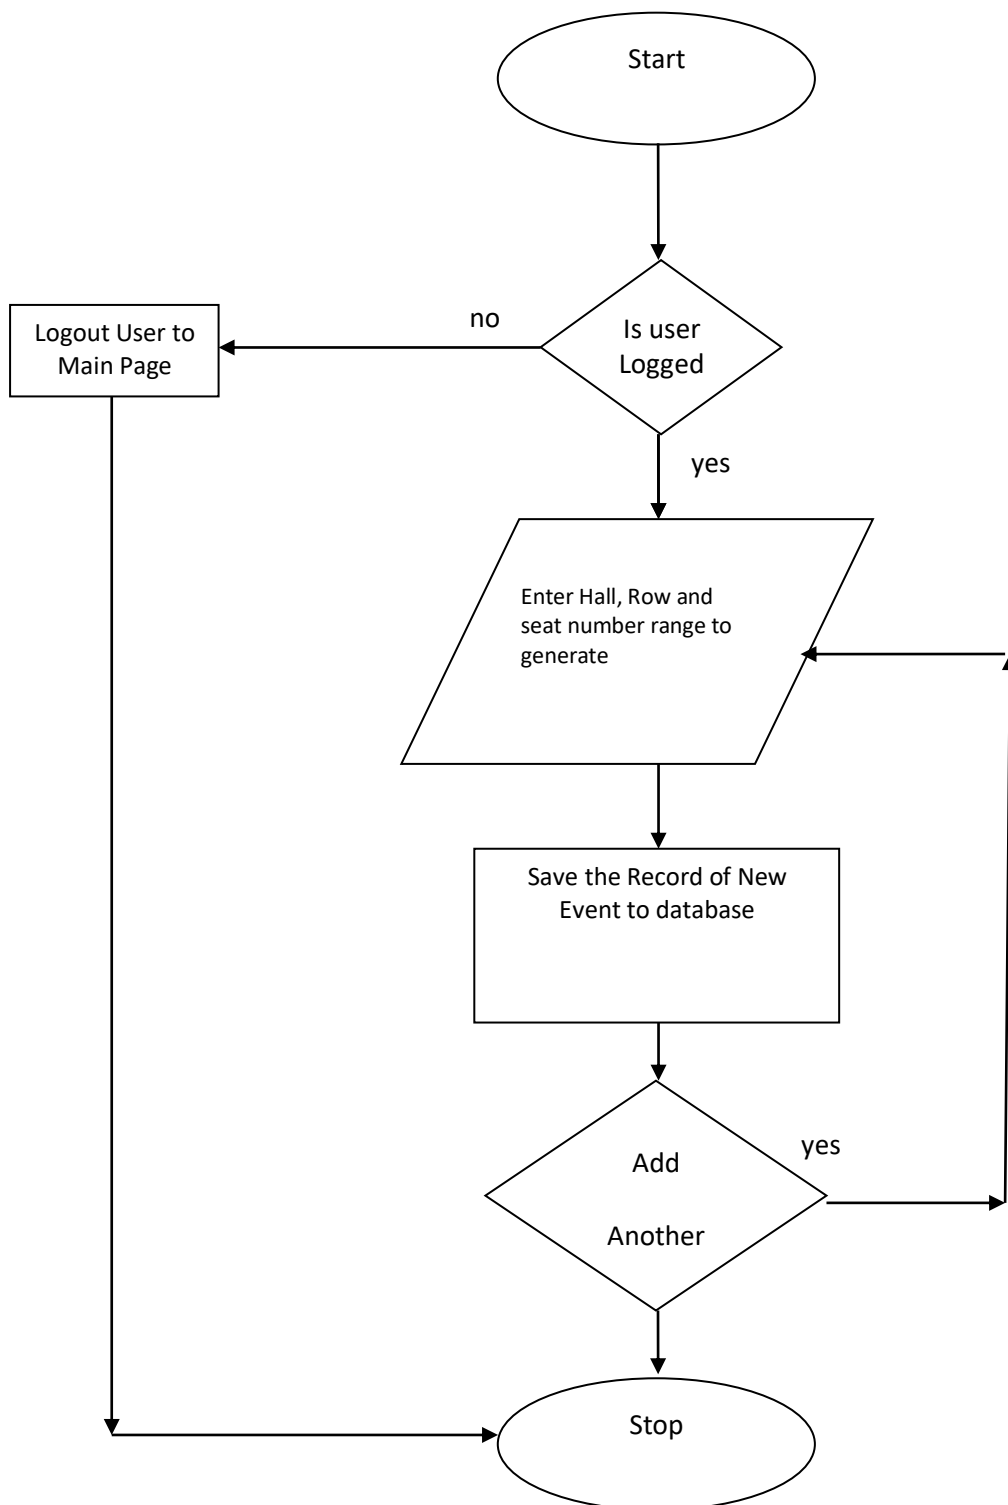 Start
Is user
Logged
no
Logout User to
Main Page
yes
Enter Hall, Row and
seat number range to
generate
Save the Record of New
Event to database
Add
Another
yes
Stop